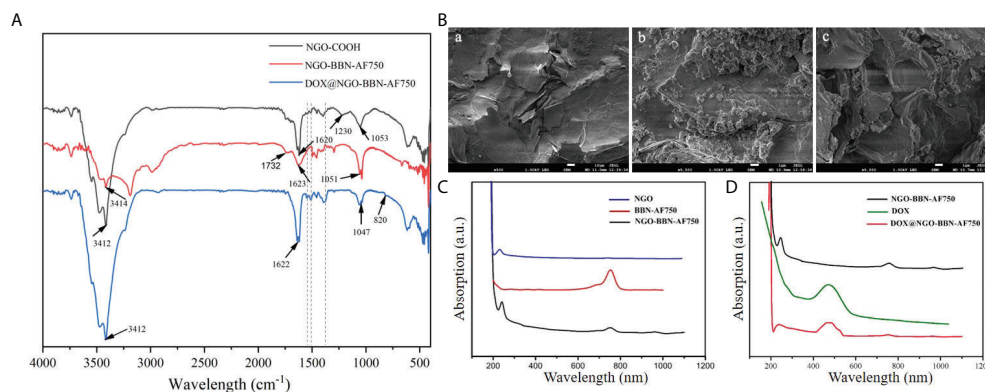 A
NGO-COOH
NGO-BBN-AF750
DOX@NGO-BBN-AF750
1230
1053
1620
1732
1623
1051
3414
3412
1047
820
1622
3412
4000 3500 3000 2500 2000 1500 1000 500
Wavelength (cm⁻¹)
B
a
b
c
C
NGO
BBN-AF750
NGO-BBN-AF750
Absorption (a.u.)
200 400 600 800 1000 1200
Wavelength (nm)
D
NGO-BBN-AF750
DOX
DOX@NGO-BBN-AF750
Absorption (a.u.)
200 400 600 800 1000 1200
Wavelength (nm)